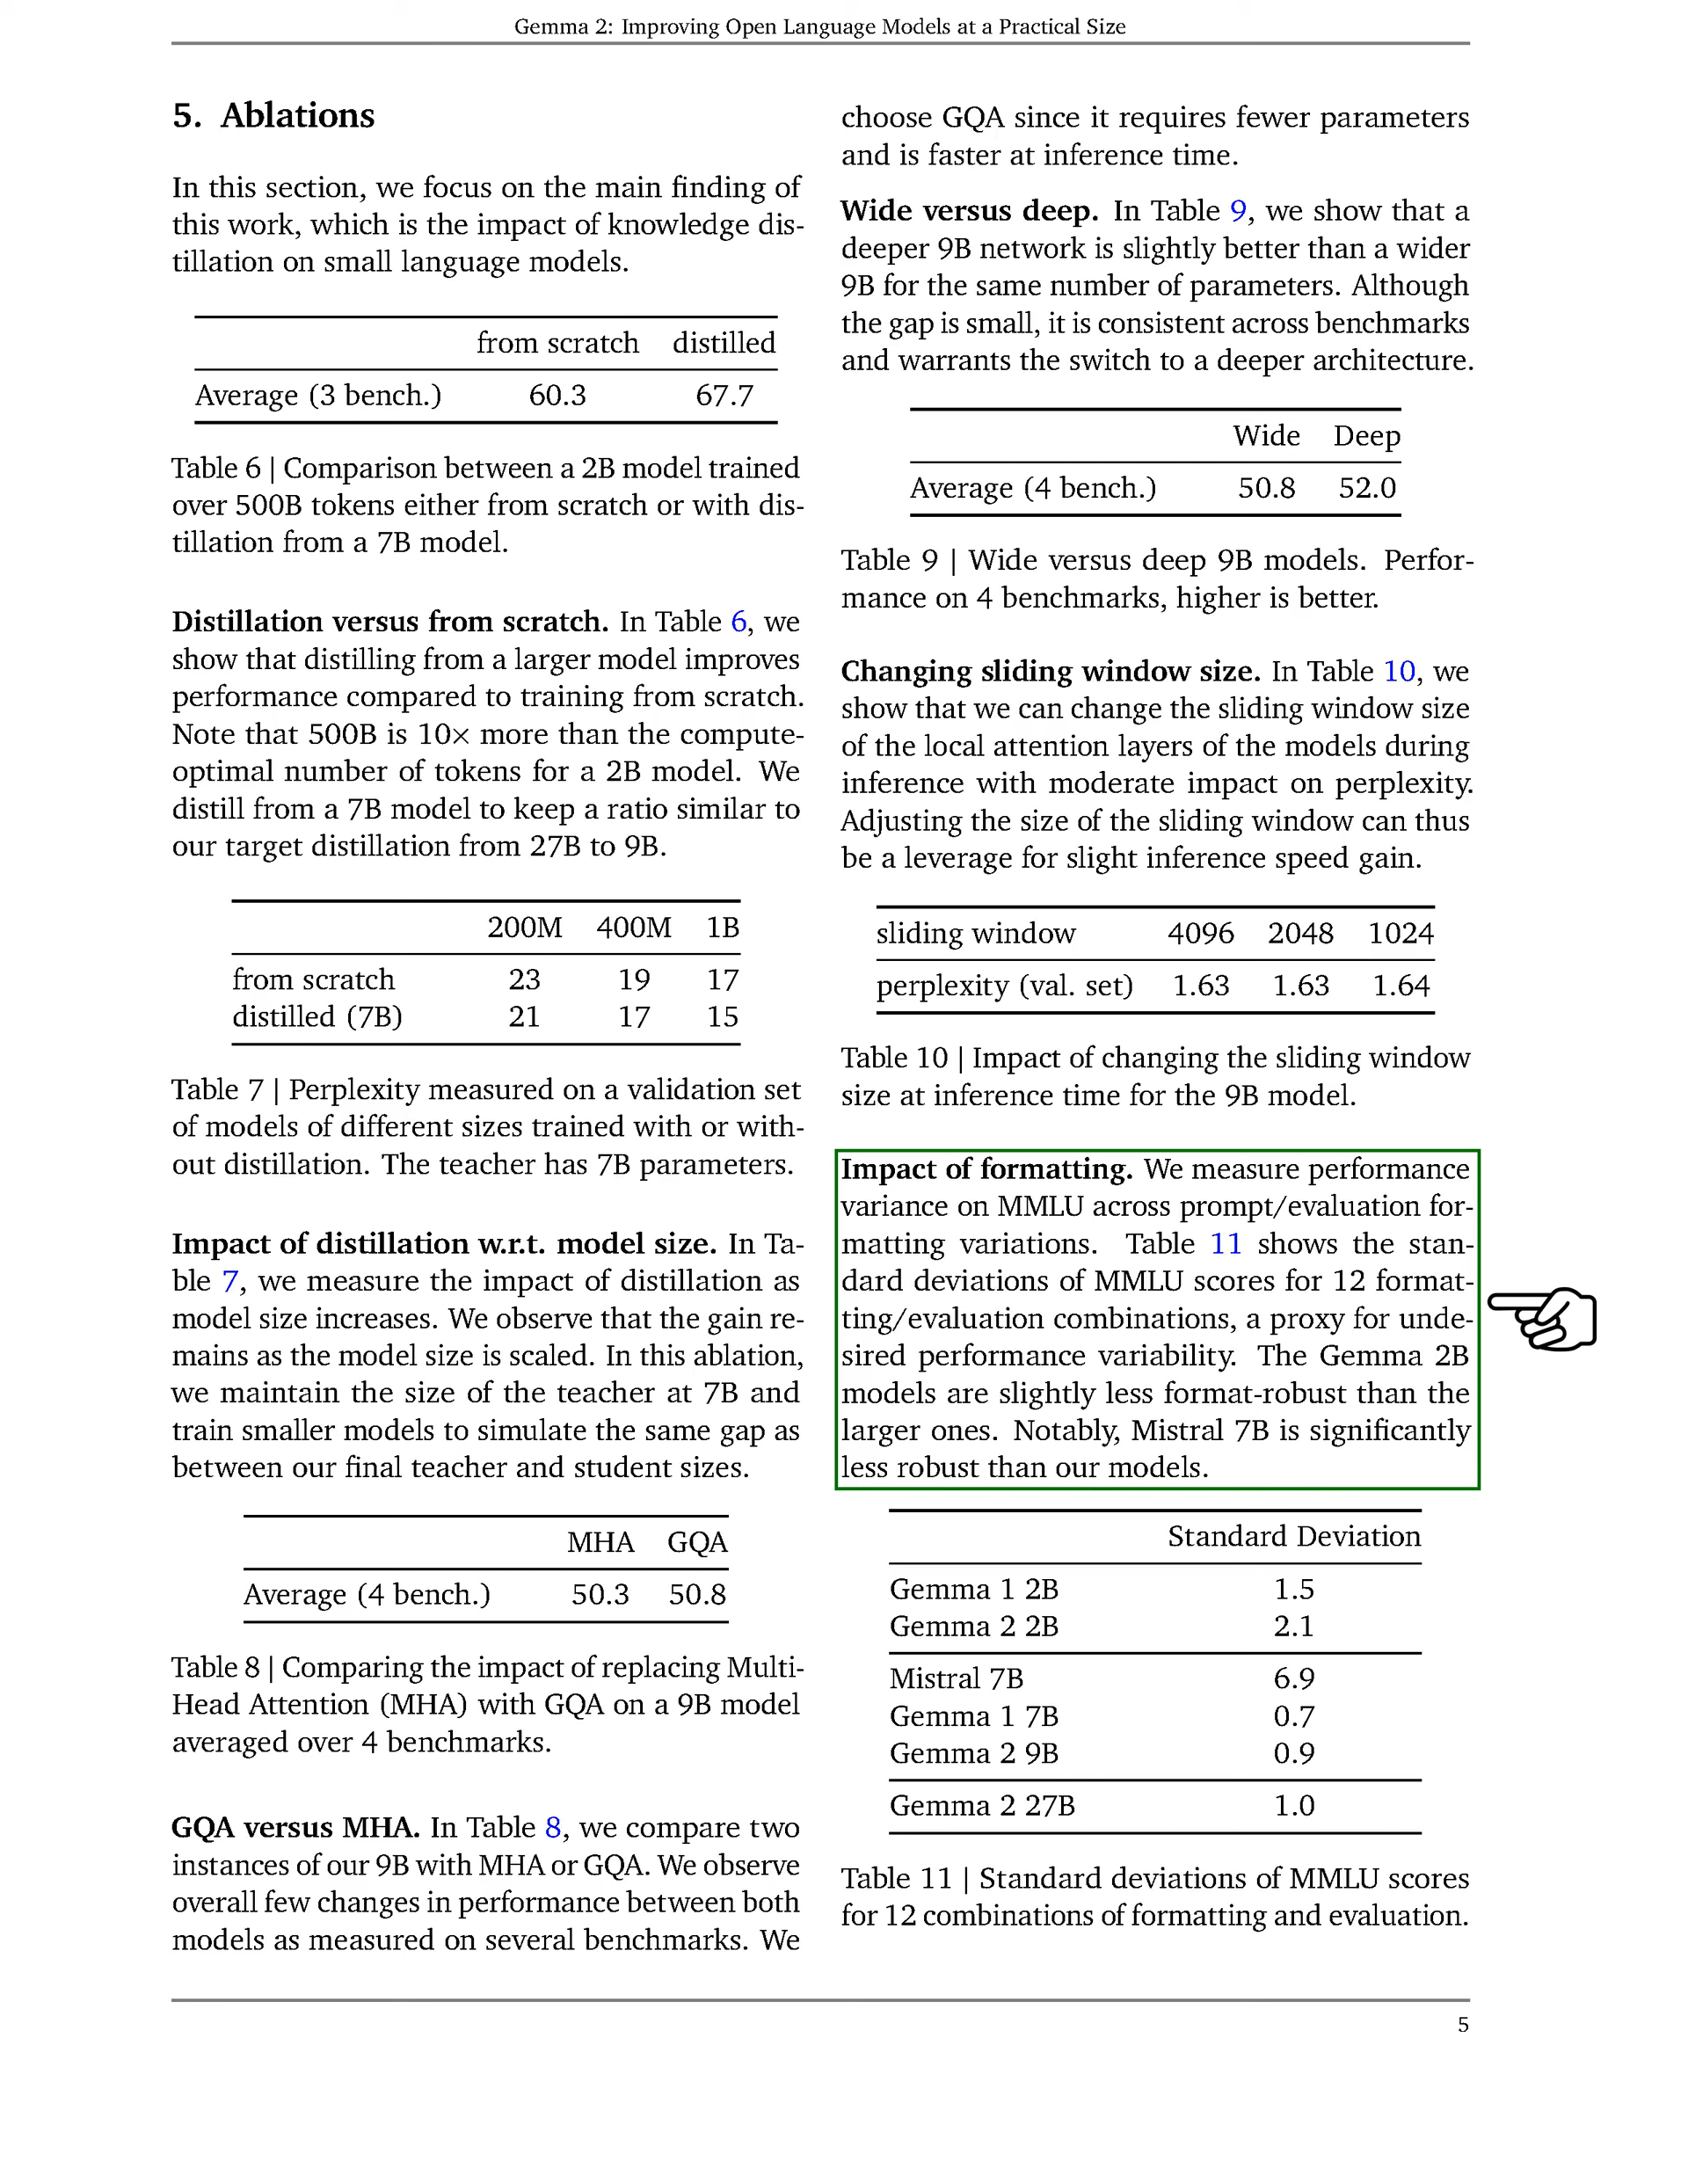 Gemma 2: Improving Open Language Models at a Practical Size
5. Ablations
In this section, we focus on the main finding of
this work, which is the impact of knowledge dis-
tillation on small language models.
from scratch distilled
Average (3 bench.) 60.3 67.7
Table 6 | Comparison between a 2B model trained
over 500B tokens either from scratch or with dis-
tillation from a 7B model.
Distillation versus from scratch. In Table 6, we
show that distilling from a larger model improves
performance compared to training from scratch.
Note that 500B is 10× more than the compute-
optimal number of tokens for a 2B model. We
distill from a 7B model to keep a ratio similar to
our target distillation from 27B to 9B.
200M 400M 1B
from scratch 23 19 17
distilled (7B) 21 17 15
Table 7 | Perplexity measured on a validation set
of models of different sizes trained with or with-
out distillation. The teacher has 7B parameters.
Impact of distillation w.r.t. model size. In Ta-
ble 7, we measure the impact of distillation as
model size increases. We observe that the gain re-
mains as the model size is scaled. In this ablation,
we maintain the size of the teacher at 7B and
train smaller models to simulate the same gap as
between our final teacher and student sizes.
MHA GQA
Average (4 bench.) 50.3 50.8
Table 8 | Comparing the impact of replacing Multi-
Head Attention (MHA) with GQA on a 9B model
averaged over 4 benchmarks.
GQA versus MHA. In Table 8, we compare two
instances of our 9B with MHA or GQA. We observe
overall few changes in performance between both
models as measured on several benchmarks. We
choose GQA since it requires fewer parameters
and is faster at inference time.
Wide versus deep. In Table 9, we show that a
deeper 9B network is slightly better than a wider
9B for the same number of parameters. Although
the gap is small, it is consistent across benchmarks
and warrants the switch to a deeper architecture.
Wide Deep
Average (4 bench.) 50.8 52.0
Table 9 | Wide versus deep 9B models. Perfor-
mance on 4 benchmarks, higher is better.
Changing sliding window size. In Table 10, we
show that we can change the sliding window size
of the local attention layers of the models during
inference with moderate impact on perplexity.
Adjusting the size of the sliding window can thus
be a leverage for slight inference speed gain.
sliding window 4096 2048 1024
perplexity (val. set) 1.63 1.63 1.64
Table 10 | Impact of changing the sliding window
size at inference time for the 9B model.
Impact of formatting. We measure performance
variance on MMLU across prompt/evaluation for-
matting variations. Table 11 shows the stan-
dard deviations of MMLU scores for 12 format-
ting/evaluation combinations, a proxy for unde-
sired performance variability. The Gemma 2B
models are slightly less format-robust than the
larger ones. Notably, Mistral 7B is significantly
less robust than our models.
Standard Deviation
Gemma 1 2B 1.5
Gemma 2 2B 2.1
Mistral 7B 6.9
Gemma 1 7B 0.7
Gemma 2 9B 0.9
Gemma 2 27B 1.0
Table 11 | Standard deviations of MMLU scores
for 12 combinations of formatting and evaluation.
5